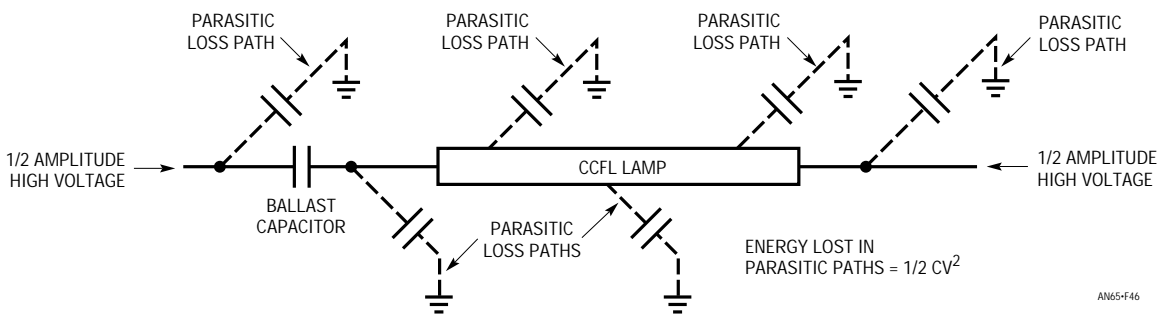 PARASITIC
LOSS PATH
PARASITIC
LOSS PATH
PARASITIC
LOSS PATH
PARASITIC
LOSS PATH
1/2 AMPLITUDE
HIGH VOLTAGE
CCFL LAMP
1/2 AMPLITUDE
HIGH VOLTAGE
BALLAST
CAPACITOR
PARASITIC
LOSS PATHS
ENERGY LOST IN
PARASITIC PATHS = 1/2 CV²
AN65•F46